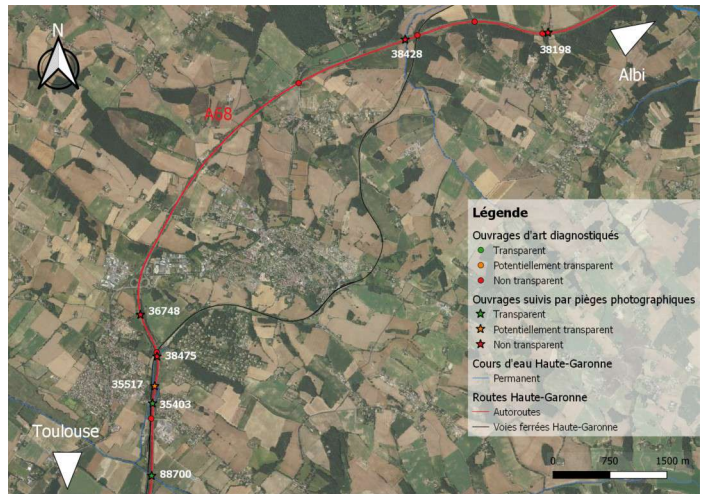 N
38428
38198
Albi
A68
Légende
Ouvrages d'art diagnostiqués
Transparent
Potentiellement transparent
Non transparent
Ouvrages suivis par pièges photographiques
Transparent
Potentiellement transparent
Non transparent
Cours d'eau Haute-Garonne
Permanent
Routes Haute-Garonne
Autoroutes
Voies ferrées Haute-Garonne
36748
38475
35517
35403
Toulouse
88700
0 750 1500 m